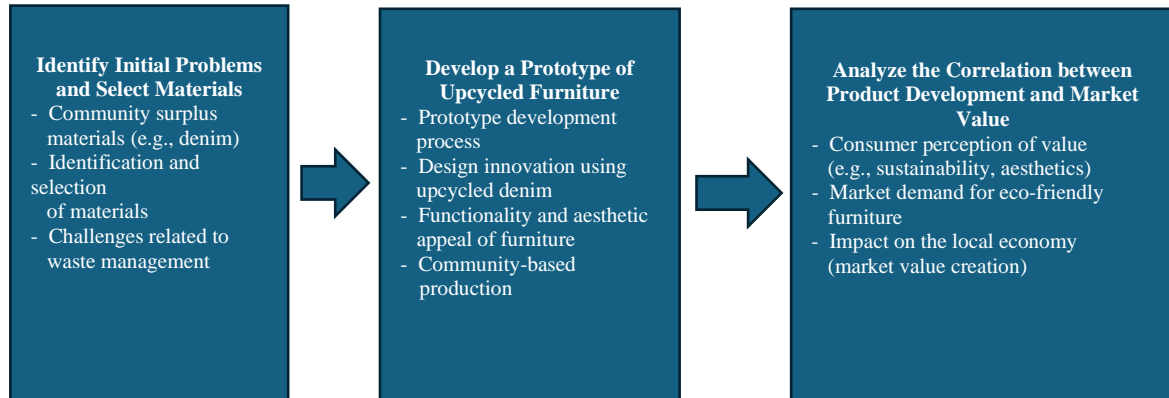 Identify Initial Problems
and Select Materials
- Community surplus
materials (e.g., denim)
- Identification and
selection
of materials
- Challenges related to
waste management
Develop a Prototype of
Upcycled Furniture
- Prototype development
process
- Design innovation using
upcycled denim
- Functionality and aesthetic
appeal of furniture
- Community-based
production
Analyze the Correlation between
Product Development and Market
Value
- Consumer perception of value
(e.g., sustainability, aesthetics)
- Market demand for eco-friendly
furniture
- Impact on the local economy
(market value creation)